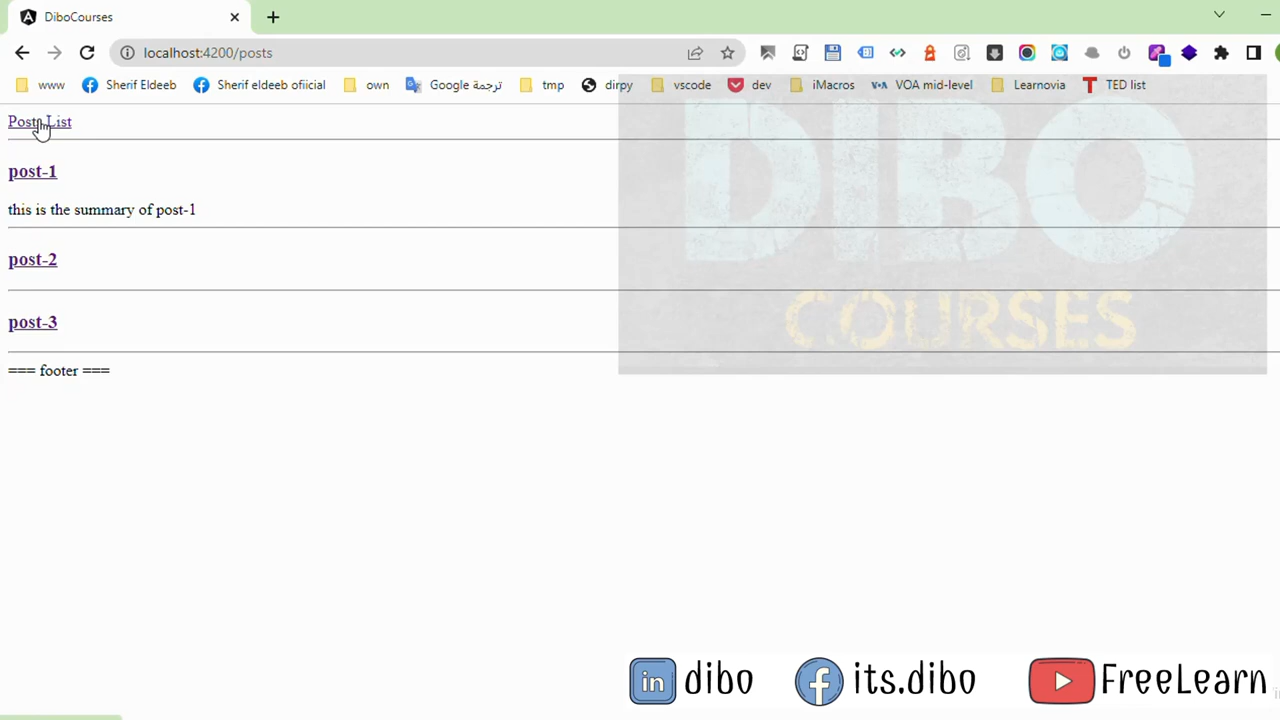 DiboCourses
localhost:4200/posts
www Sherif Eldeeb Sherif eldeeb ofiicial own ترجمة Google tmp dirpy vscode dev iMacros VOA mid-level Learnovia TED list
Posts List
post-1
this is the summary of post-1
post-2
post-3
=== footer ===
DIBO
COURSES
in dibo its.dibo FreeLearn